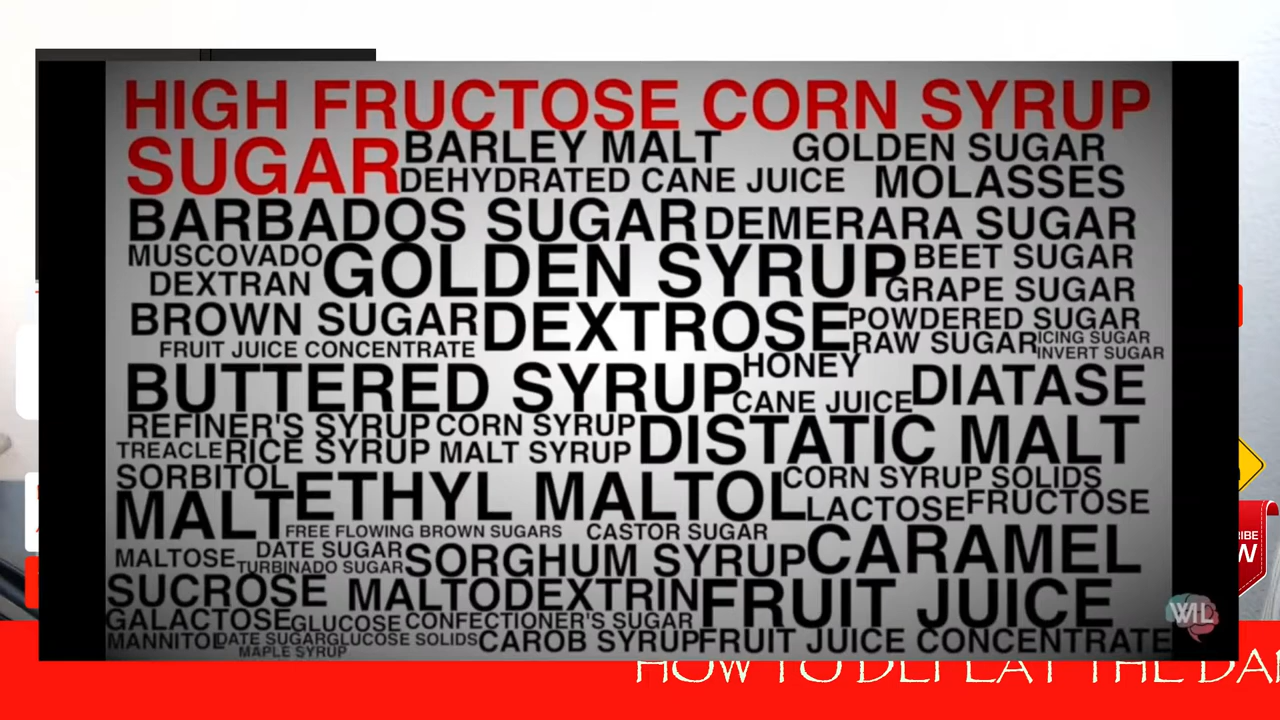 HIGH FRUCTOSE CORN SYRUP
SUGAR BARLEY MALT GOLDEN SUGAR
DEHYDRATED CANE JUICE MOLASSES
BARBADOS SUGAR DEMERARA SUGAR
MUSCOVADO GOLDEN SYRUP BEET SUGAR
DEXTRAN GRAPE SUGAR
BROWN SUGAR DEXTROSE POWDERED SUGAR
FRUIT JUICE CONCENTRATE RAW SUGAR ICING SUGAR
INVERT SUGAR
HONEY
BUTTERED SYRUP CANE JUICE DIATASE
REFINER'S SYRUP CORN SYRUP DISTATIC MALT
TREACLE RICE SYRUP MALT SYRUP
SORBITOL ETHYL MALTOL CORN SYRUP SOLIDS
MALT LACTOSE FRUCTOSE
FREE FLOWING BROWN SUGARS CASTOR SUGAR CARAMEL
MALTOSE DATE SUGAR SORGHUM SYRUP
TURBINADO SUGAR
SUCROSE MALTODEXTRIN FRUIT JUICE
GALACTOSE GLUCOSE CONFECTIONER'S SUGAR
MANNITOL DATE SUGAR GLUCOSE SOLIDS CAROB SYRUP FRUIT JUICE CONCENTRATE
MAPLE SYRUP
WIL
HOW TO DEFEAT THE